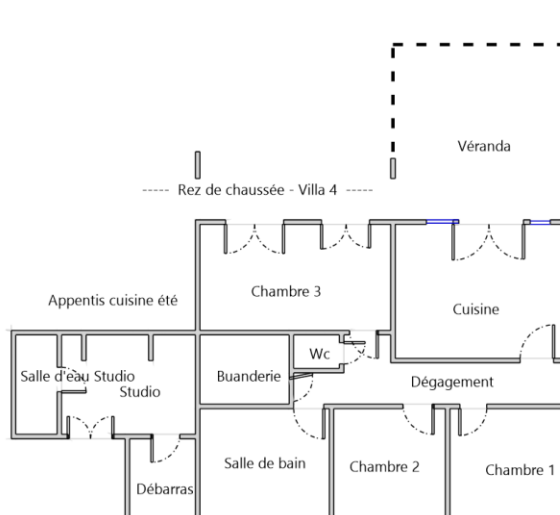 Véranda
----- Rez de chaussée - Villa 4 -----
Chambre 3
Appentis cuisine été
Cuisine
Wc
Salle d'eau Studio
Studio
Buanderie
Dégagement
Salle de bain
Chambre 2
Chambre 1
Débarras